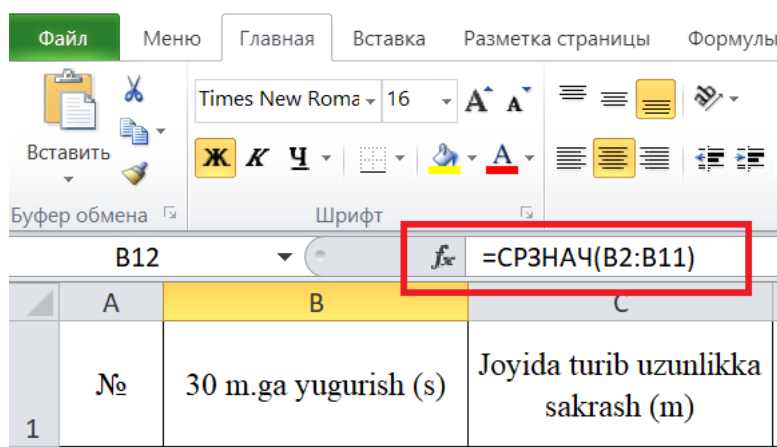 Файл Меню Главная Вставка Разметка страницы Формулы
Times New Roma 16 А А
Вставить
Ж К Ч А
Буфер обмена Шрифт
B12 fx =СРЗНАЧ(B2:B11)
A B C
1 № 30 m.ga yugurish (s) Joyida turib uzunlikka
sakrash (m)